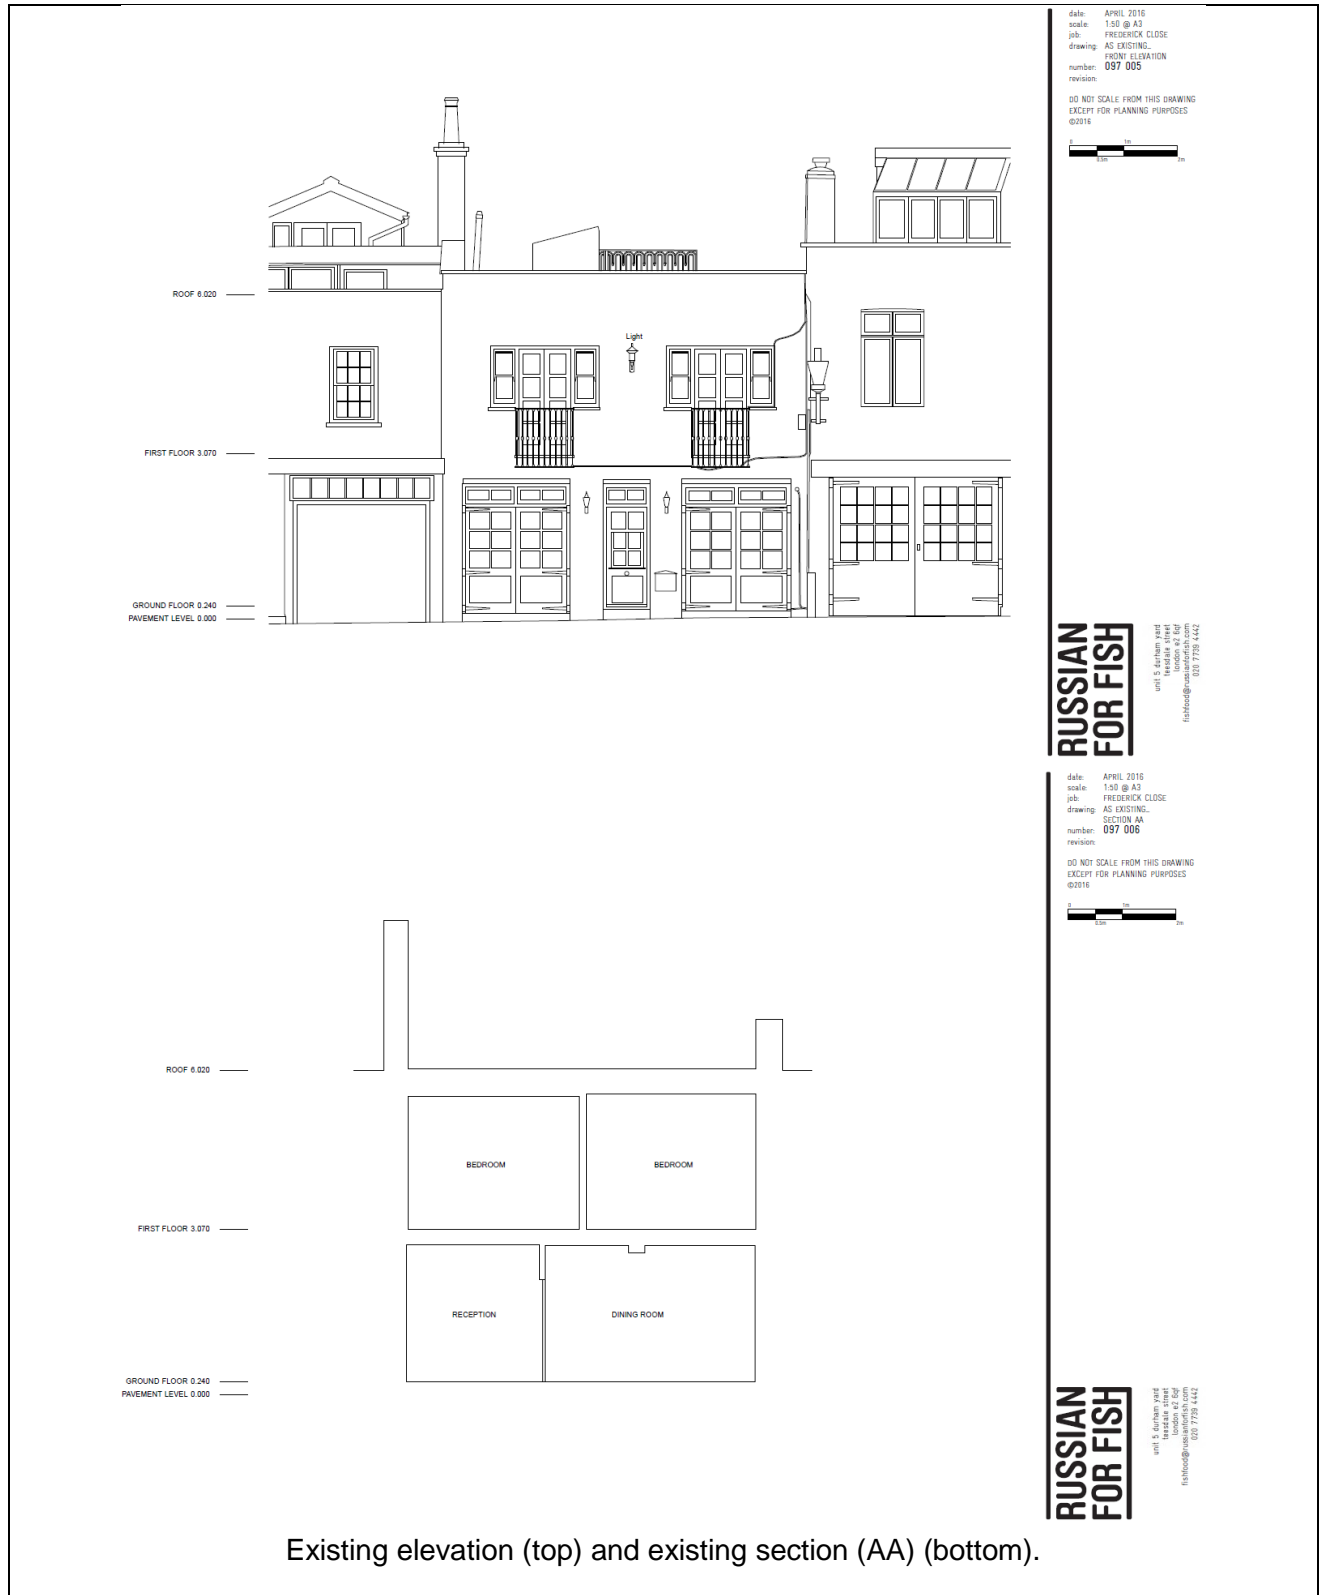 date: APRIL 2016
scale: 1:50 @ A3
job: FREDERICK CLOSE
drawing: AS EXISTING_
FRONT ELEVATION
number: 097 005
revision:
DO NOT SCALE FROM THIS DRAWING
EXCEPT FOR PLANNING PURPOSES
©2016
0 1m
0.5m 2m
Light
ROOF 6.020
FIRST FLOOR 3.070
GROUND FLOOR 0.240
PAVEMENT LEVEL 0.000
RUSSIAN
FOR FISH
unit 5 durham yard
teesdale street
london e2 6qf
fishfood@russianforfish.com
020 7739 4442
date: APRIL 2016
scale: 1:50 @ A3
job: FREDERICK CLOSE
drawing: AS EXISTING_
SECTION AA
number: 097 006
revision:
DO NOT SCALE FROM THIS DRAWING
EXCEPT FOR PLANNING PURPOSES
©2016
0 1m
0.5m 2m
ROOF 6.020
BEDROOM BEDROOM
FIRST FLOOR 3.070
RECEPTION DINING ROOM
GROUND FLOOR 0.240
PAVEMENT LEVEL 0.000
RUSSIAN
FOR FISH
unit 5 durham yard
teesdale street
london e2 6qf
fishfood@russianforfish.com
020 7739 4442
Existing elevation (top) and existing section (AA) (bottom).